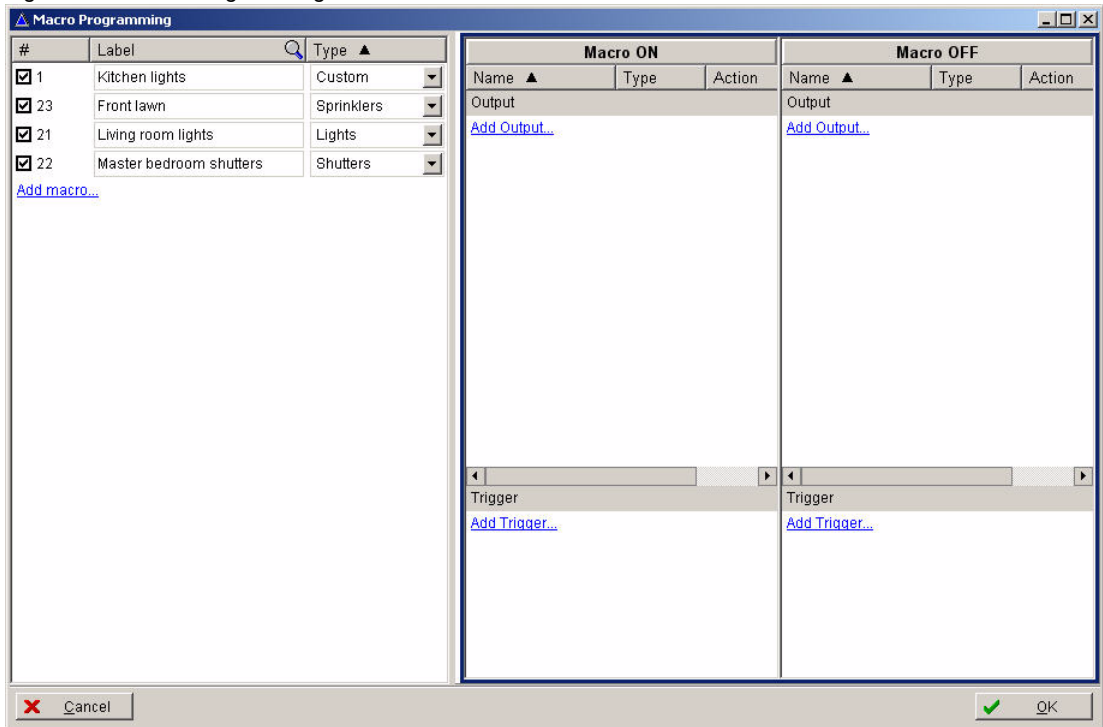 Macro Programming
# Label Type ▲
1 Kitchen lights Custom
23 Front lawn Sprinklers
21 Living room lights Lights
22 Master bedroom shutters Shutters
Add macro...
Macro ON
Name ▲ Type Action
Output
Add Output...
Trigger
Add Trigger...
Macro OFF
Name ▲ Type Action
Output
Add Output...
Trigger
Add Trigger...
Cancel
OK